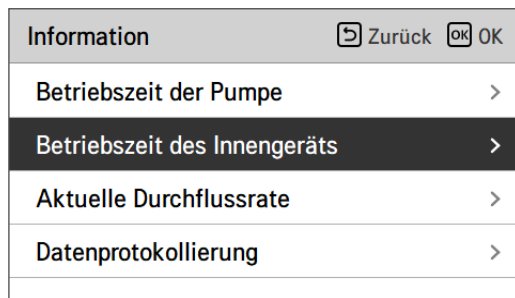 Information Zurück OK OK
Betriebszeit der Pumpe
Betriebszeit des Innengeräts
Aktuelle Durchflussrate
Datenprotokollierung